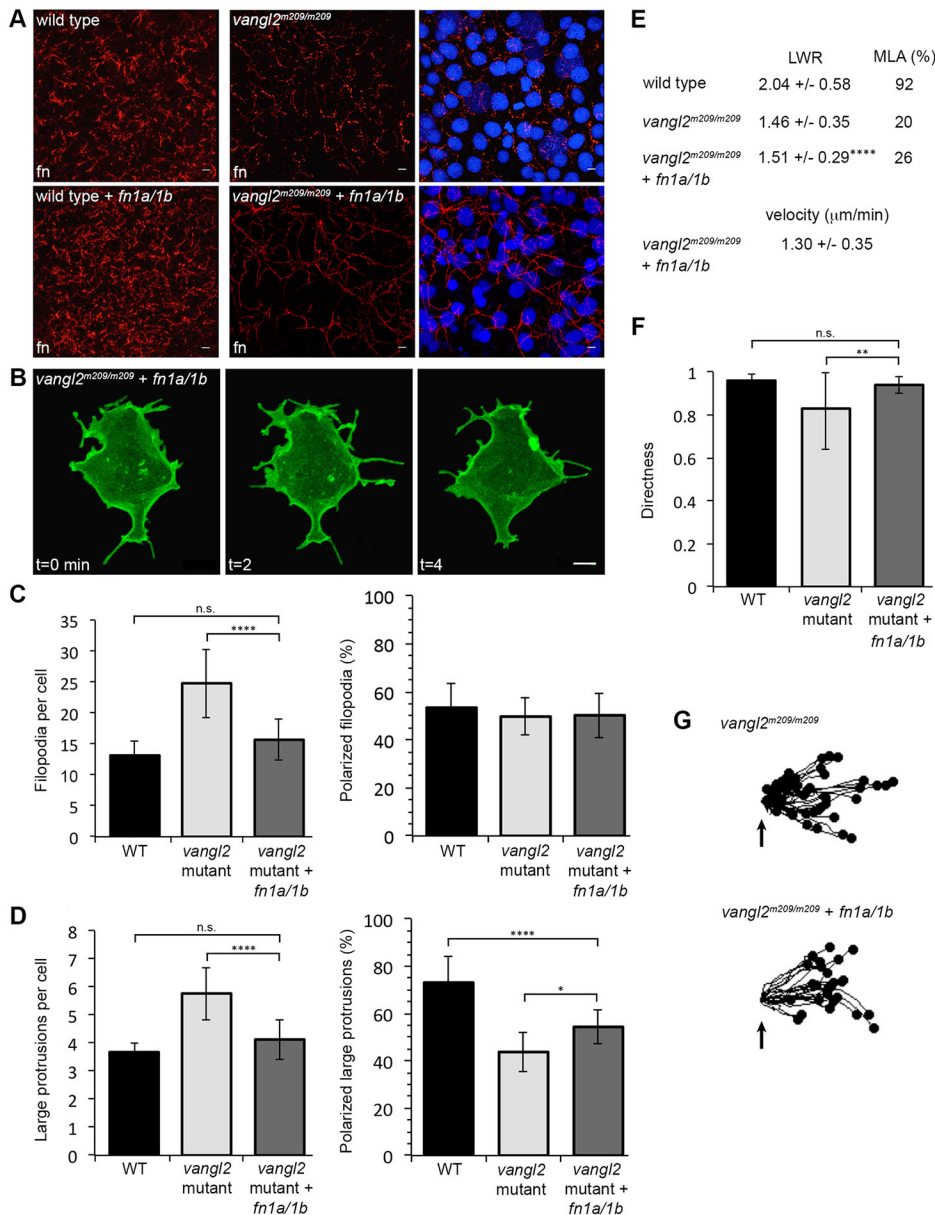 A
wild type
fn
vangl2m209/m209
fn
wild type + fn1a/1b
fn
vangl2m209/m209 + fn1a/1b
fn
B
vangl2m209/m209 + fn1a/1b
t=0 min
t=2
t=4
C
Filopodia per cell
40
35
30
25
20
15
10
5
0
n.s.
****
WT
vangl2
mutant
vangl2
mutant +
fn1a/1b
Polarized filopodia (%)
100
80
60
40
20
0
WT
vangl2
mutant
vangl2
mutant +
fn1a/1b
D
Large protrusions per cell
8
7
6
5
4
3
2
1
0
n.s.
****
WT
vangl2
mutant
vangl2
mutant +
fn1a/1b
Polarized large protrusions (%)
100
80
60
40
20
0
****
*
WT
vangl2
mutant
vangl2
mutant +
fn1a/1b
E
LWR MLA (%)
wild type 2.04 +/- 0.58 92
vangl2m209/m209 1.46 +/- 0.35 20
vangl2m209/m209 1.51 +/- 0.29**** 26
+ fn1a/1b
velocity (µm/min)
vangl2m209/m209 1.30 +/- 0.35
+ fn1a/1b
F
n.s.
**
Directness
1
0.8
0.6
0.4
0.2
0
WT
vangl2
mutant
vangl2
mutant +
fn1a/1b
G
vangl2m209/m209
vangl2m209/m209 + fn1a/1b